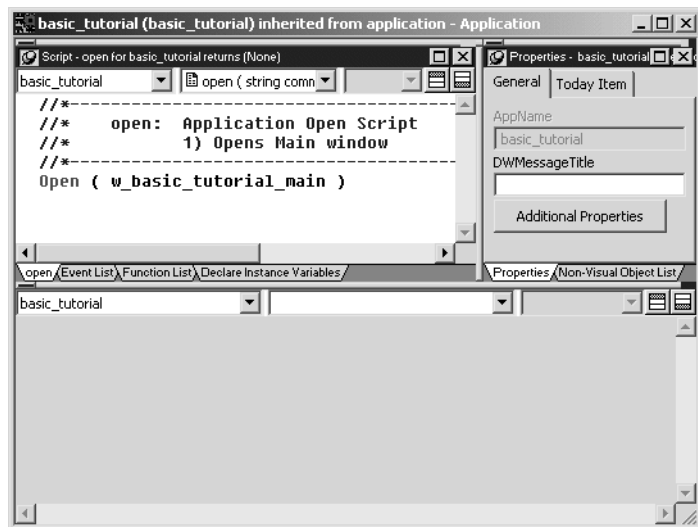 basic_tutorial (basic_tutorial) inherited from application - Application
Script - open for basic_tutorial returns (None)
basic_tutorial
open ( string comn
//*-----------------------------------------
//* open: Application Open Script
//* 1) Opens Main window
//*-----------------------------------------
Open ( w_basic_tutorial_main )
open
Event List
Function List
Declare Instance Variables
Properties - basic_tutorial
General
Today Item
AppName
basic_tutorial
DWMessageTitle
Additional Properties
Properties
Non-Visual Object List
basic_tutorial